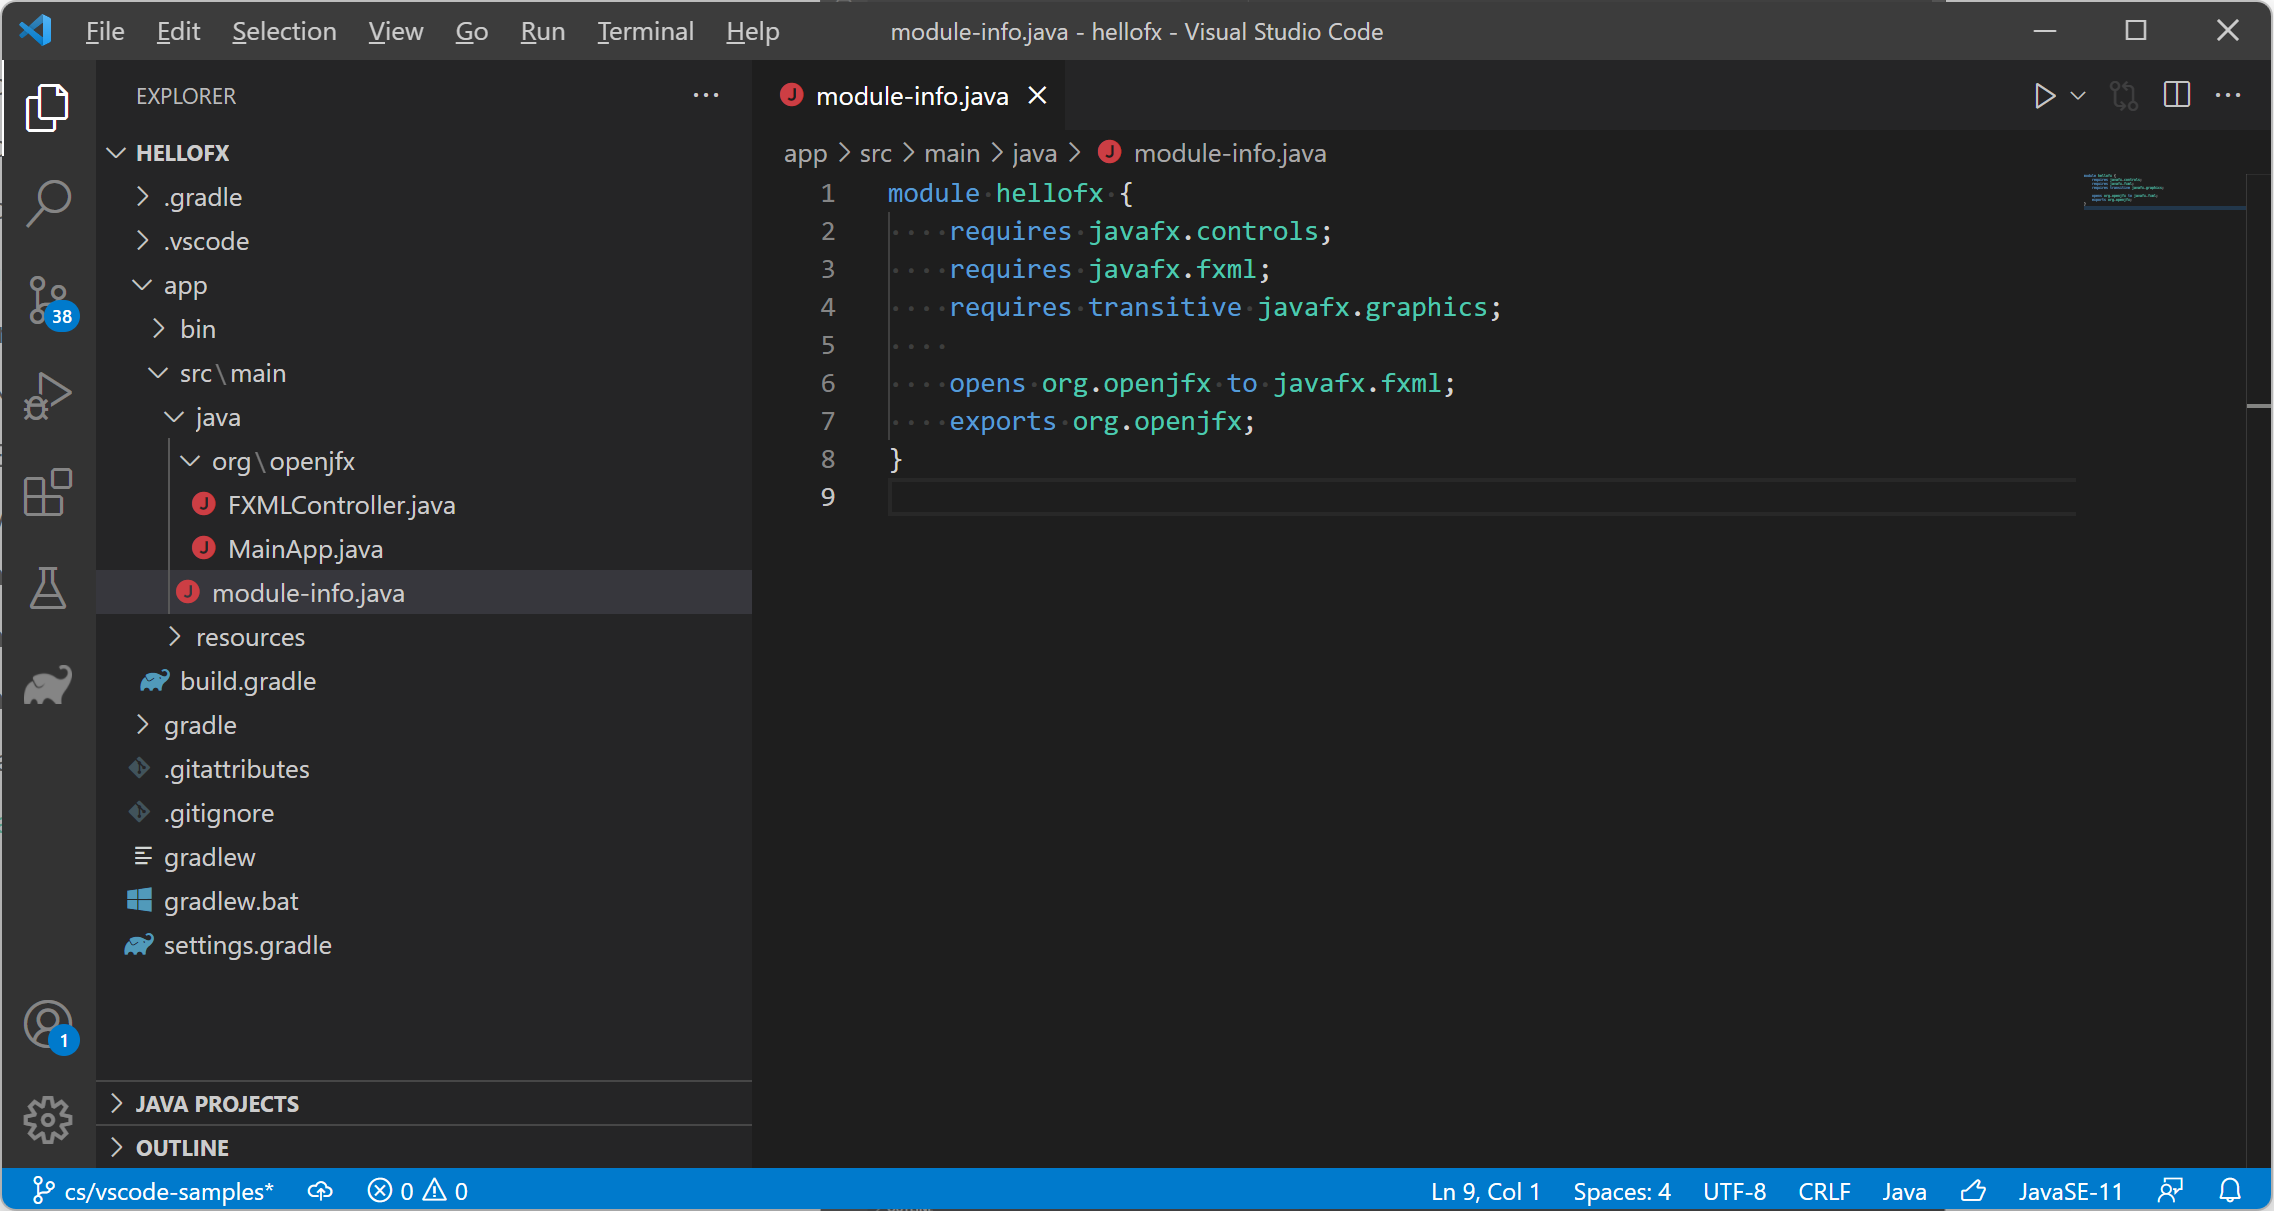 File Edit Selection View Go Run Terminal Help module-info.java - hellofx - Visual Studio Code
EXPLORER
HELLOFX
.gradle
.vscode
app
bin
src\main
java
org\openjfx
FXMLController.java
MainApp.java
module-info.java
resources
build.gradle
gradle
.gitattributes
.gitignore
gradlew
gradlew.bat
settings.gradle
JAVA PROJECTS
OUTLINE
38
1
module-info.java
app > src > main > java > module-info.java
1 module hellofx {
2 requires javafx.controls;
3 requires javafx.fxml;
4 requires transitive javafx.graphics;
5
6 opens org.openjfx to javafx.fxml;
7 exports org.openjfx;
8 }
9
cs/vscode-samples* 0 0 Ln 9, Col 1 Spaces: 4 UTF-8 CRLF Java JavaSE-11